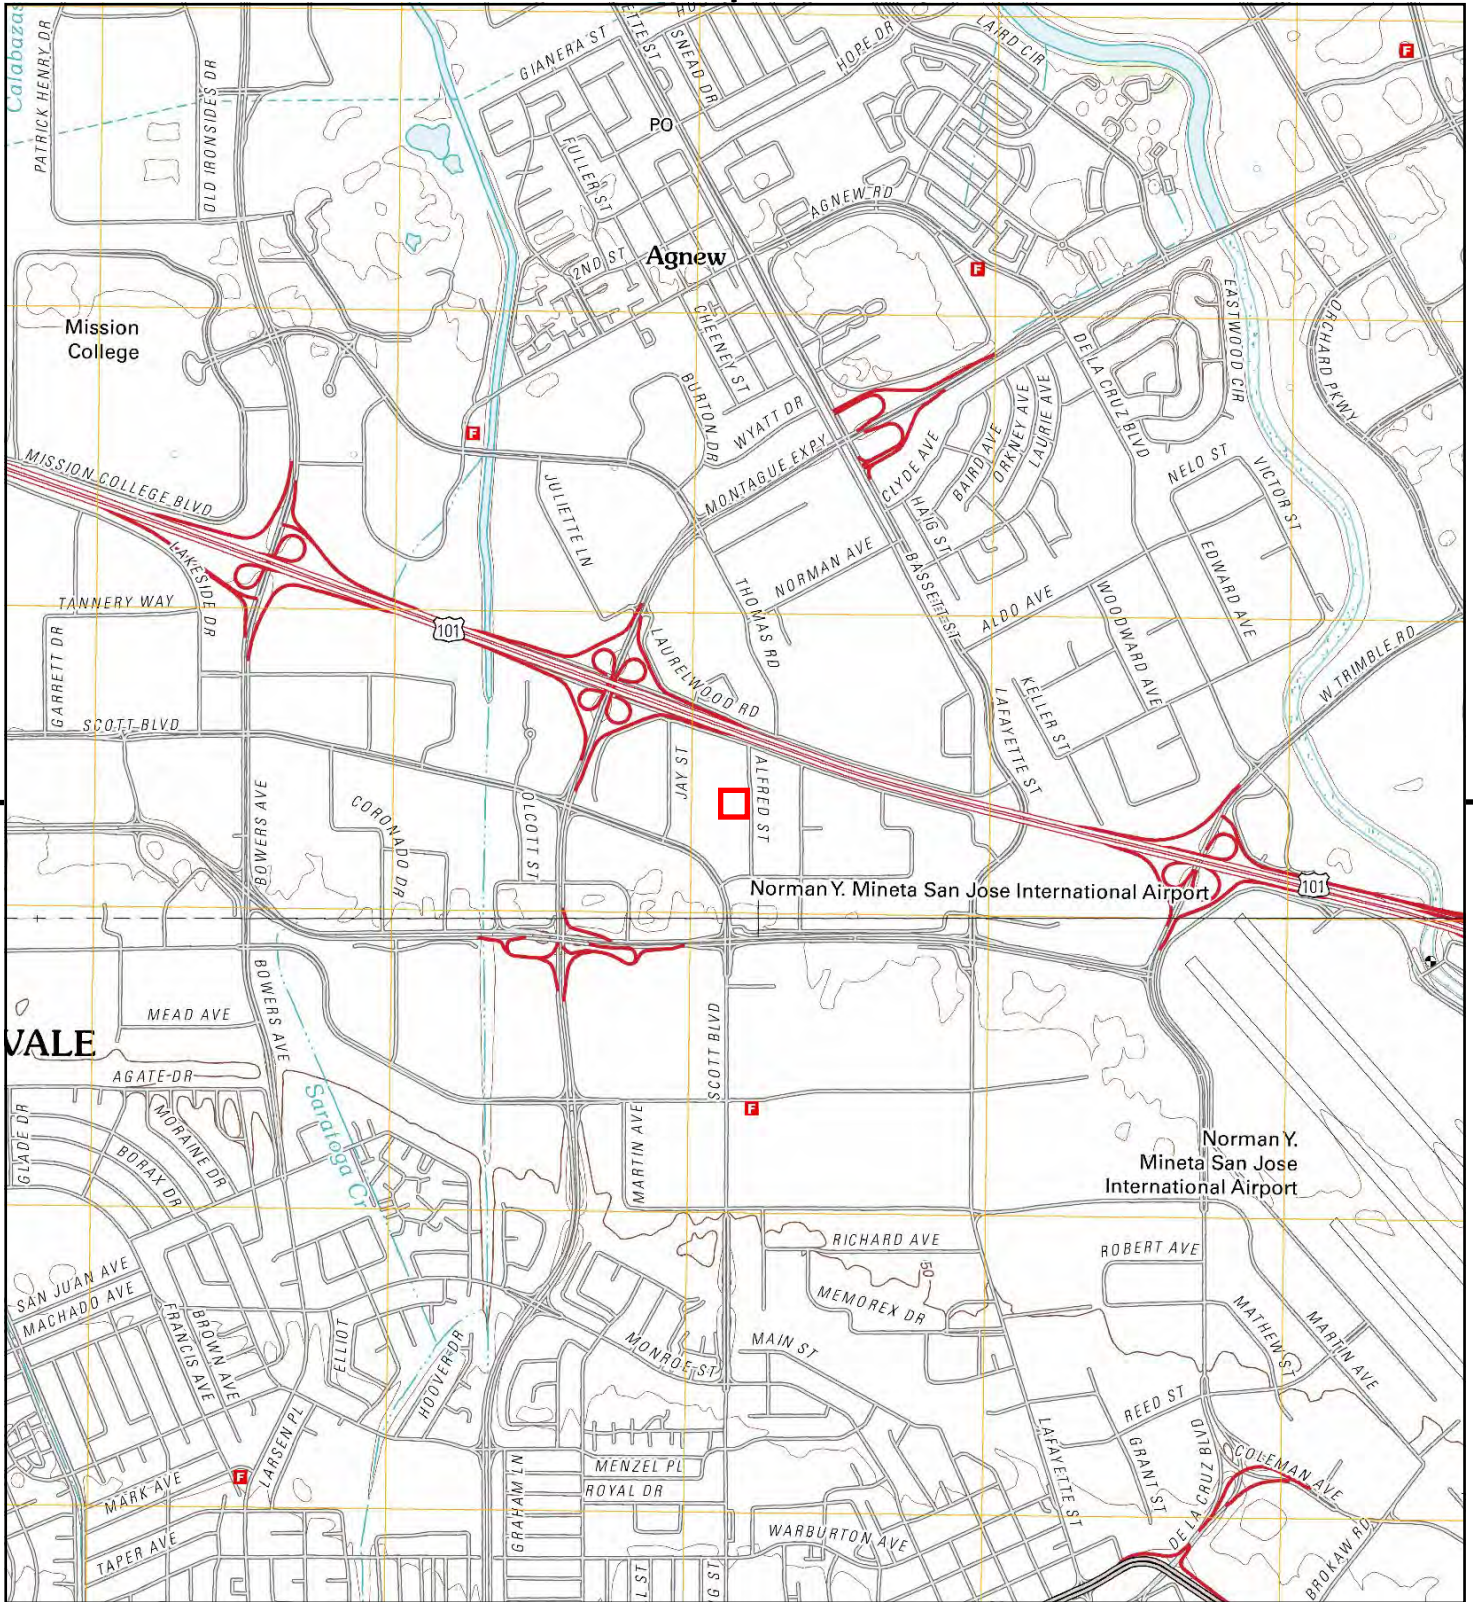 Calabazas
PATRICK HENRY DR
OLD IRONSIDES DR
GIANERA ST
ETTE ST
SNEAD DR
HOPE DR
LAIRD CIR
F
PO
FULLER ST
AGNEW RD
2ND ST
Agnew
F
EASTWOOD CIR
ORCHARD PKWY
Mission
College
CHEENEY ST
DE LA CRUZ BLVD
BURTON DR
WYATT DR
F
MONTAGUE EXPY
CLYDE AVE
BAIRD AVE
ORKNEY AVE
LAURIE AVE
NELO ST
VICTOR ST
MISSION COLLEGE BLVD
JULIETTE LN
HAIG ST
LAKESIDE DR
NORMAN AVE
BASSETT ST
EDWARD AVE
TANNERY WAY
THOMAS RD
ALDO AVE
WOODWARD AVE
101
GARRETT DR
LAURELWOOD RD
W TRIMBLE RD
KELLER ST
LAFAYETTE ST
SCOTT BLVD
JAY ST
ALFRED ST
BOWERS AVE
CORONADO DR
OLCOTT ST
Norman Y. Mineta San Jose International Airport
101
BOWERS AVE
MEAD AVE
SCOTT BLVD
VALE
AGATE DR
F
GLADE DR
MORAINE DR
BORAX DR
Saratoga Cr
MARTIN AVE
Norman Y.
Mineta San Jose
International Airport
RICHARD AVE
ROBERT AVE
50
SAN JUAN AVE
MACHADO AVE
MEMOREX DR
FRANCIS AVE
BROWN AVE
ELLIOT
HOOVER DR
MONROE ST
MAIN ST
MATHEW ST
MARTIN AVE
REED ST
LARSEN PL
LAFAYETTE ST
GRANT ST
DE LA CRUZ BLVD
COLEMAN AVE
F
MARK AVE
MENZEL PL
ROYAL DR
GRAHAM LN
TAPER AVE
WARBURTON AVE
L ST
G ST
BROKAW RD